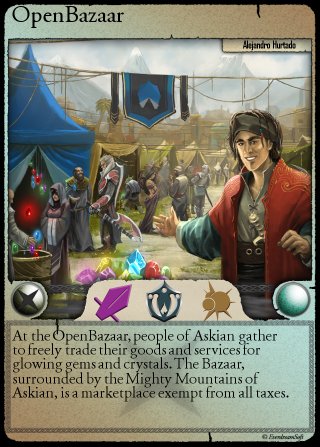 OpenBazaar
Alejandro Hurtado
At the OpenBazaar, people of Askian gather
to freely trade their goods and services for
glowing gems and crystals. The Bazaar,
surrounded by the Mighty Mountains of
Askian, is a marketplace exempt from all taxes.
© EverdreamSoft